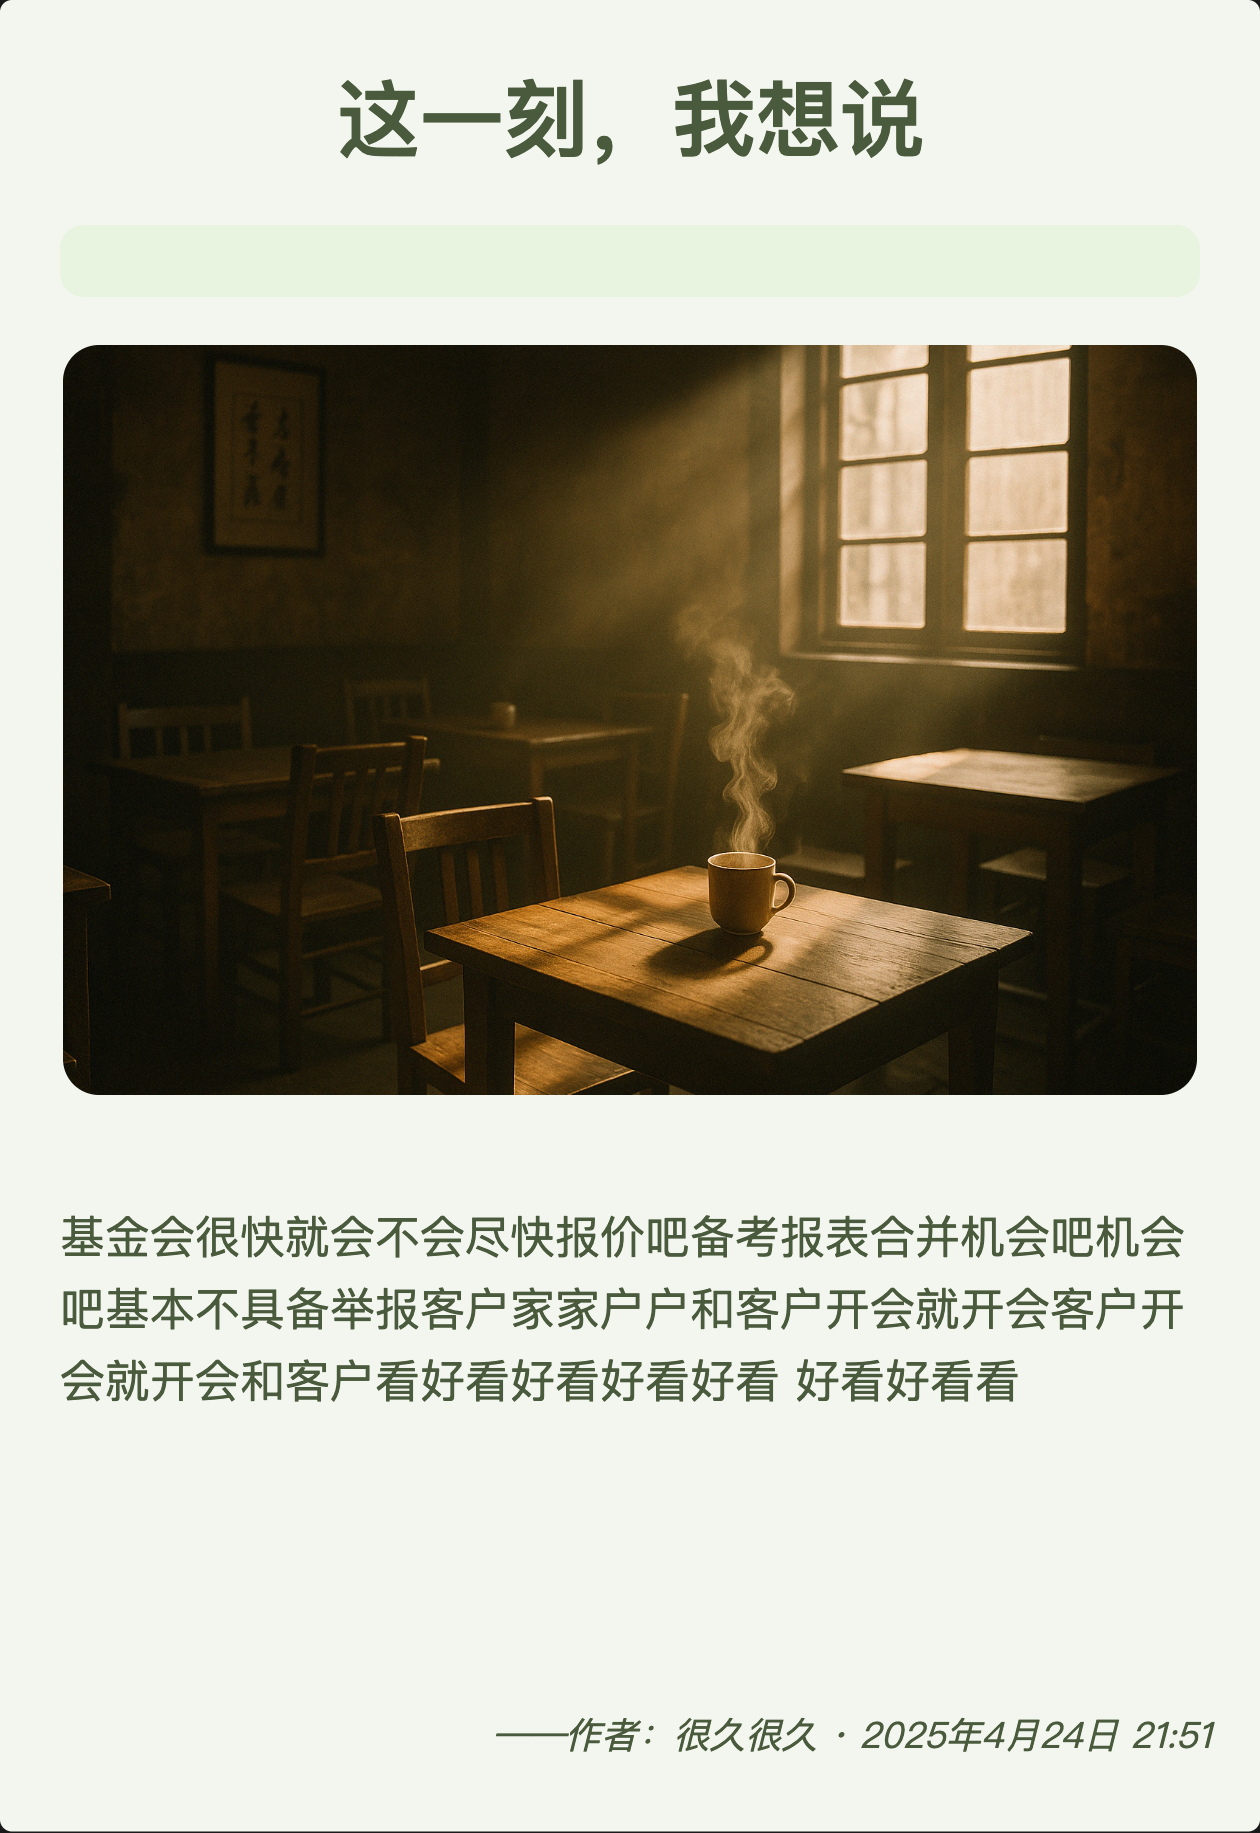 这一刻，我想说
基金会很快就会不会尽快报价吧备考报表合并机会吧机会
吧基本不具备举报客户家家户户和客户开会就开会客户开
会就开会和客户看好看好看好看好看 好看好看看
——作者：很久很久 · 2025年4月24日 21:51